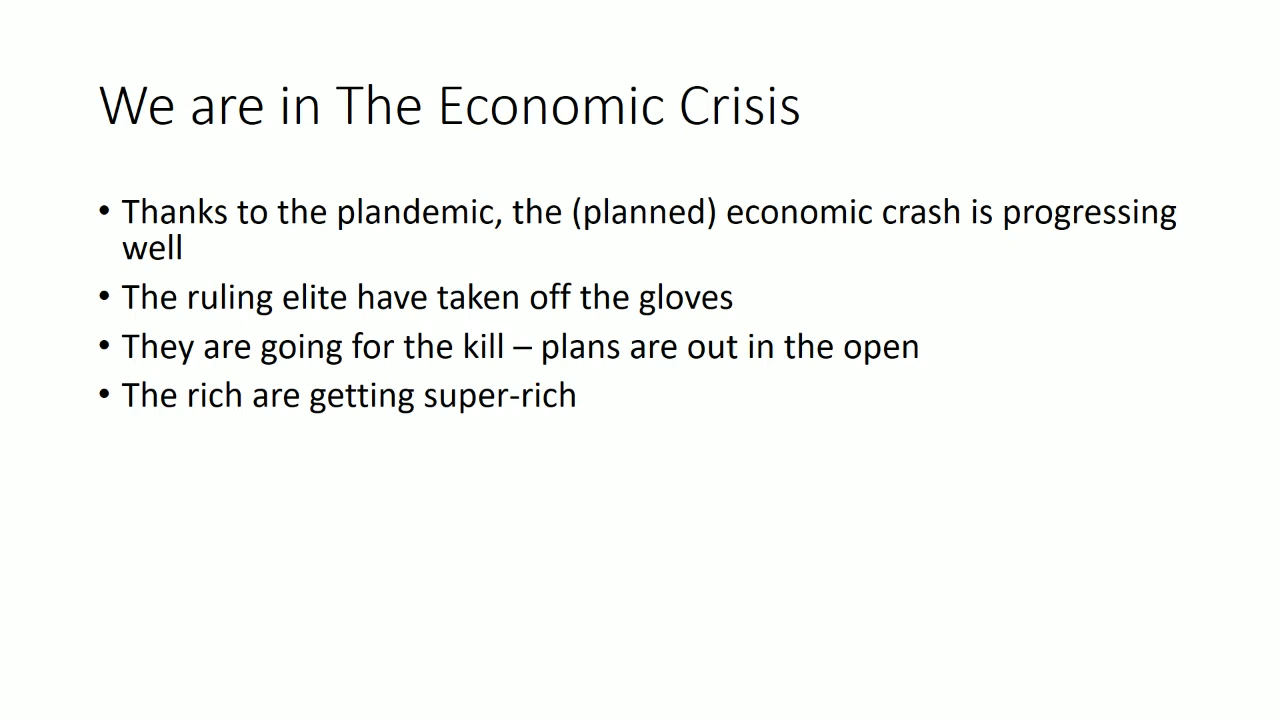 We are in The Economic Crisis
• Thanks to the plandemic, the (planned) economic crash is progressing
well
• The ruling elite have taken off the gloves
• They are going for the kill – plans are out in the open
• The rich are getting super-rich